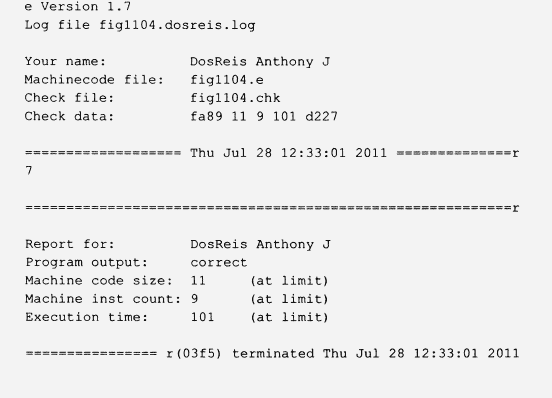 e Version 1.7
Log file fig1104.dosreis.log
Your name: DosReis Anthony J
Machinecode file: fig1104.e
Check file: fig1104.chk
Check data: fa89 11 9 101 d227
=================== Thu Jul 28 12:33:01 2011 ==============r
7
===========================================================r
Report for: DosReis Anthony J
Program output: correct
Machine code size: 11 (at limit)
Machine inst count: 9 (at limit)
Execution time: 101 (at limit)
================ r(03f5) terminated Thu Jul 28 12:33:01 2011